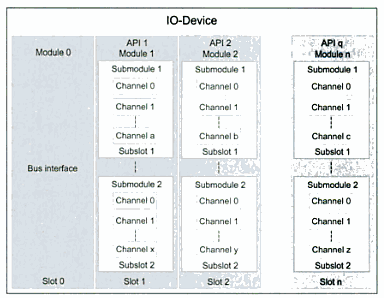 IO-Device
Module 0
API 1
Module 1
API 2
Module 2
API q
Module n
Submodule 1
Submodule 1
Submodule 1
Channel 0
Channel 0
Channel 0
Channel 1
Channel 1
Channel 1
Channel a
Channel b
Channel c
Subslot 1
Subslot 1
Subslot 1
Bus interface
Submodule 2
Submodule 2
Submodule 2
Channel 0
Channel 0
Channel 0
Channel 1
Channel 1
Channel 1
Channel x
Channel y
Channel z
Subslot 2
Subslot 2
Subslot 2
Slot 0
Slot 1
Slot 2
Slot n